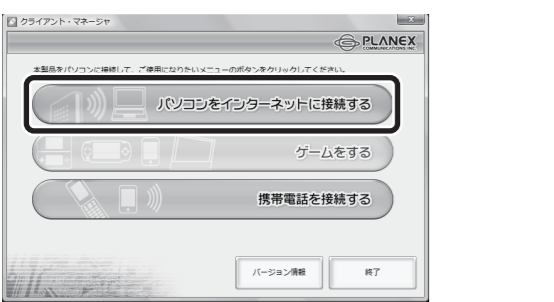 クライアント・マネージャ
PLANEX
COMMUNICATIONS INC.
本製品をパソコンに接続して、ご使用になりたいメニューのボタンをクリックしてください。
パソコンをインターネットに接続する
ゲームをする
携帯電話を接続する
バージョン情報
終了